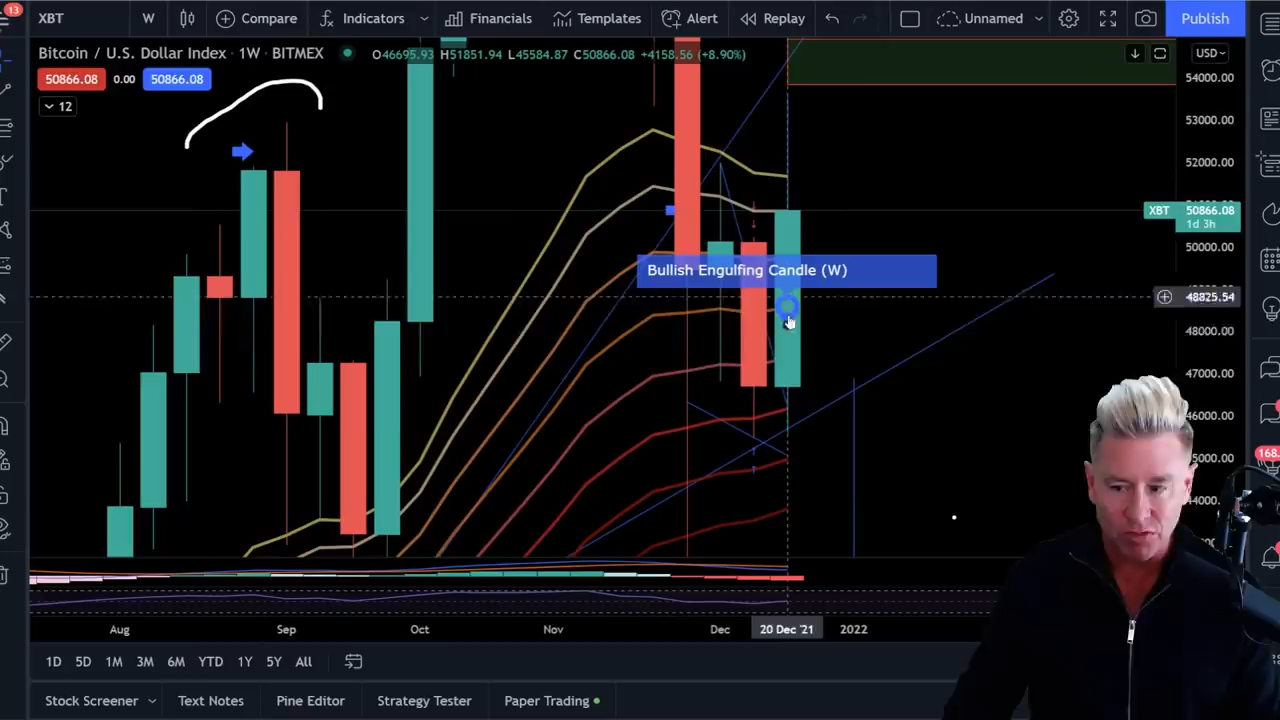 13
XBT W Compare Indicators Financials Templates Alert Replay Unnamed Publish
Bitcoin / U.S. Dollar Index · 1W · BITMEX O46695.93 H51851.94 L45584.87 C50866.08 +4158.56 (+8.90%) USD
50866.08 0.00 50866.08
12
54000.00
53000.00
52000.00
XBT 50866.08
1d 3h
50000.00
Bullish Engulfing Candle (W)
48825.54
48000.00
47000.00
46000.00
45000.00
168.
Aug Sep Oct Nov Dec 20 Dec '21 2022
1D 5D 1M 3M 6M YTD 1Y 5Y All
Stock Screener Text Notes Pine Editor Strategy Tester Paper Trading